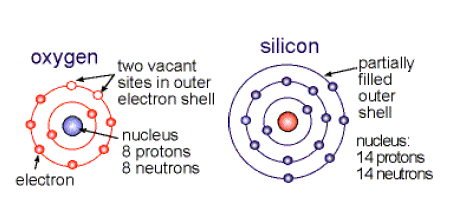 oxygen
two vacant
sites in outer
electron shell
nucleus
8 protons
8 neutrons
electron
silicon
partially
filled
outer
shell
nucleus:
14 protons
14 neutrons